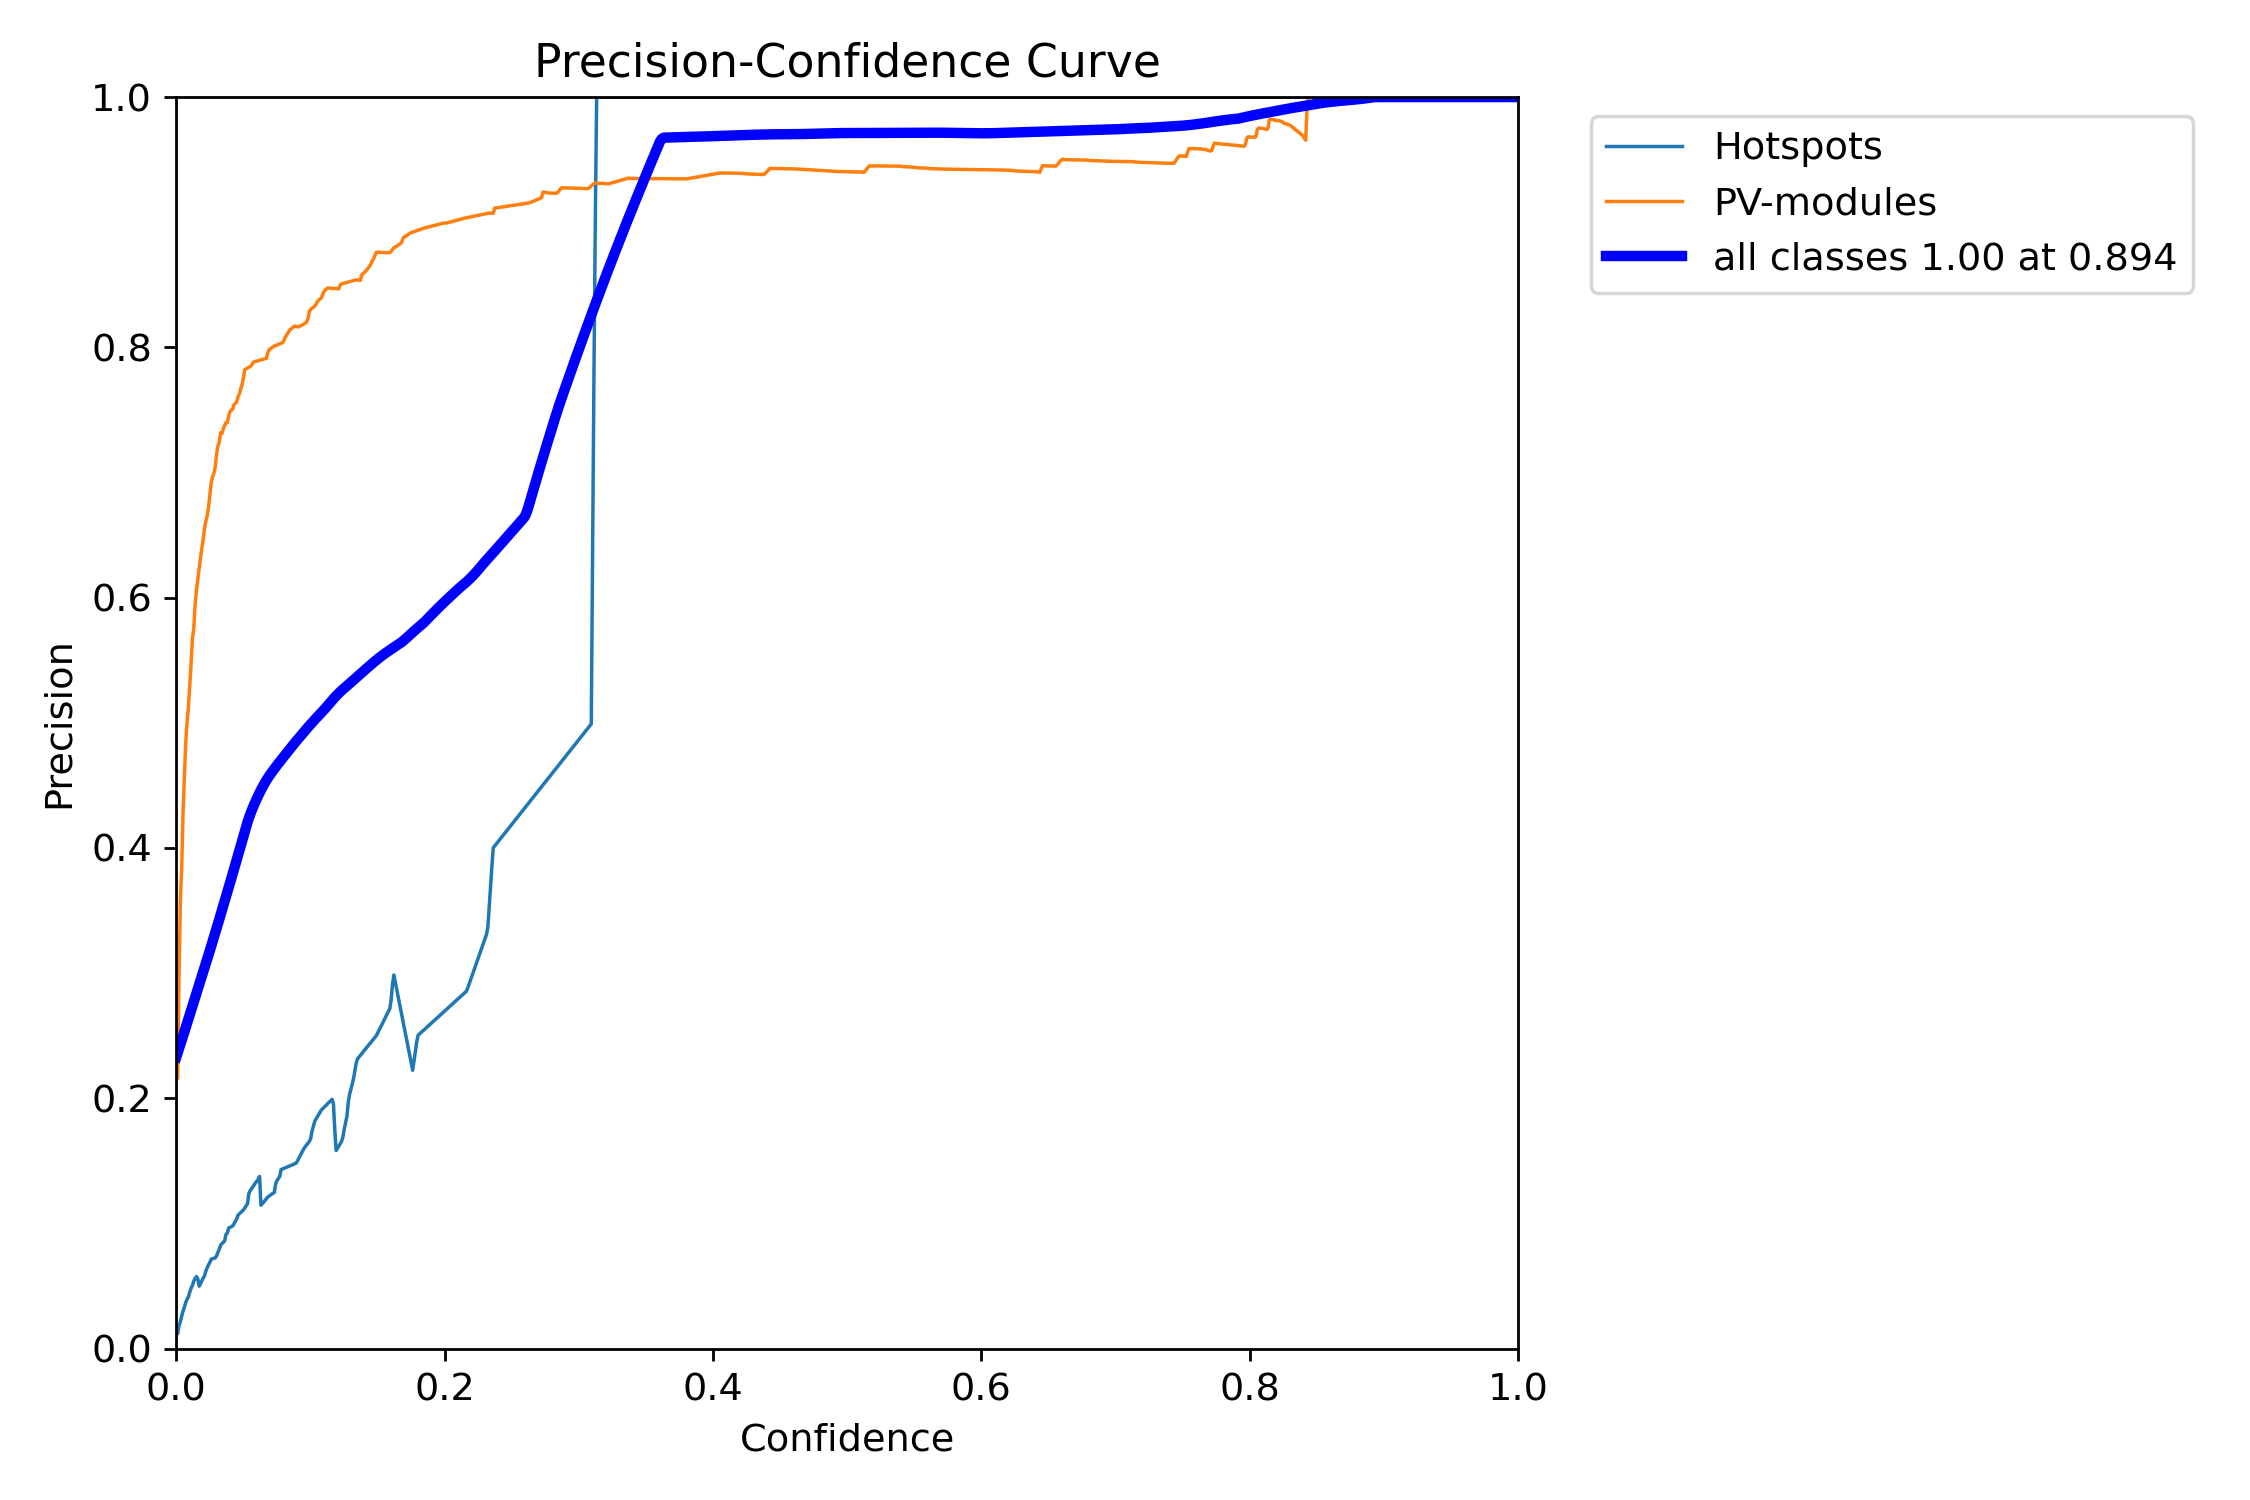 Precision-Confidence Curve
1.0
0.8
0.6
0.4
0.2
0.0
Precision
0.0 0.2 0.4 0.6 0.8 1.0
Confidence
Hotspots
PV-modules
all classes 1.00 at 0.894